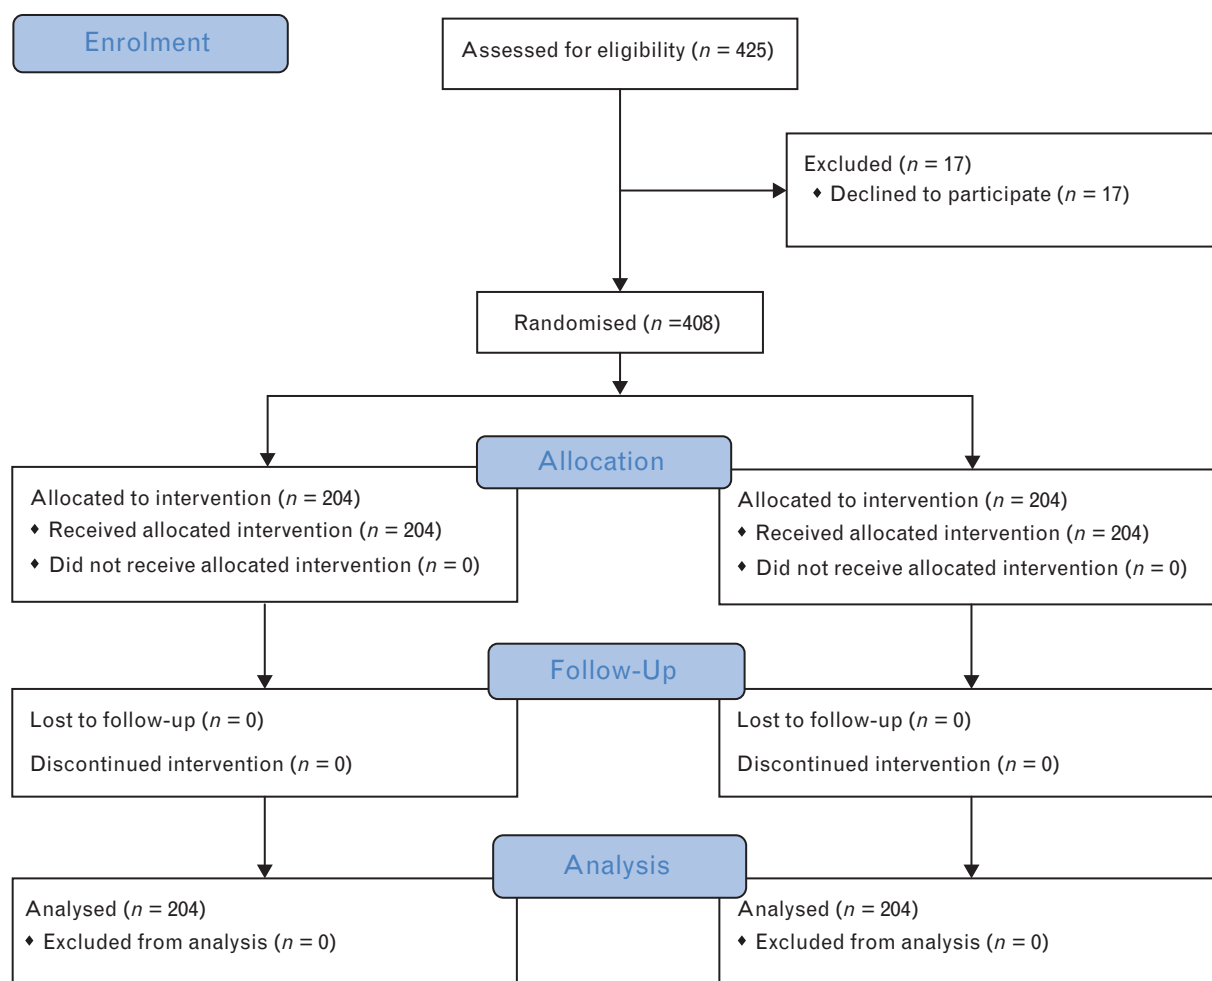 Enrolment
Assessed for eligibility (n = 425)
Excluded (n = 17)
♦ Declined to participate (n = 17)
Randomised (n =408)
Allocation
Allocated to intervention (n = 204)
♦ Received allocated intervention (n = 204)
♦ Did not receive allocated intervention (n = 0)
Allocated to intervention (n = 204)
♦ Received allocated intervention (n = 204)
♦ Did not receive allocated intervention (n = 0)
Follow-Up
Lost to follow-up (n = 0)
Discontinued intervention (n = 0)
Lost to follow-up (n = 0)
Discontinued intervention (n = 0)
Analysis
Analysed (n = 204)
♦ Excluded from analysis (n = 0)
Analysed (n = 204)
♦ Excluded from analysis (n = 0)